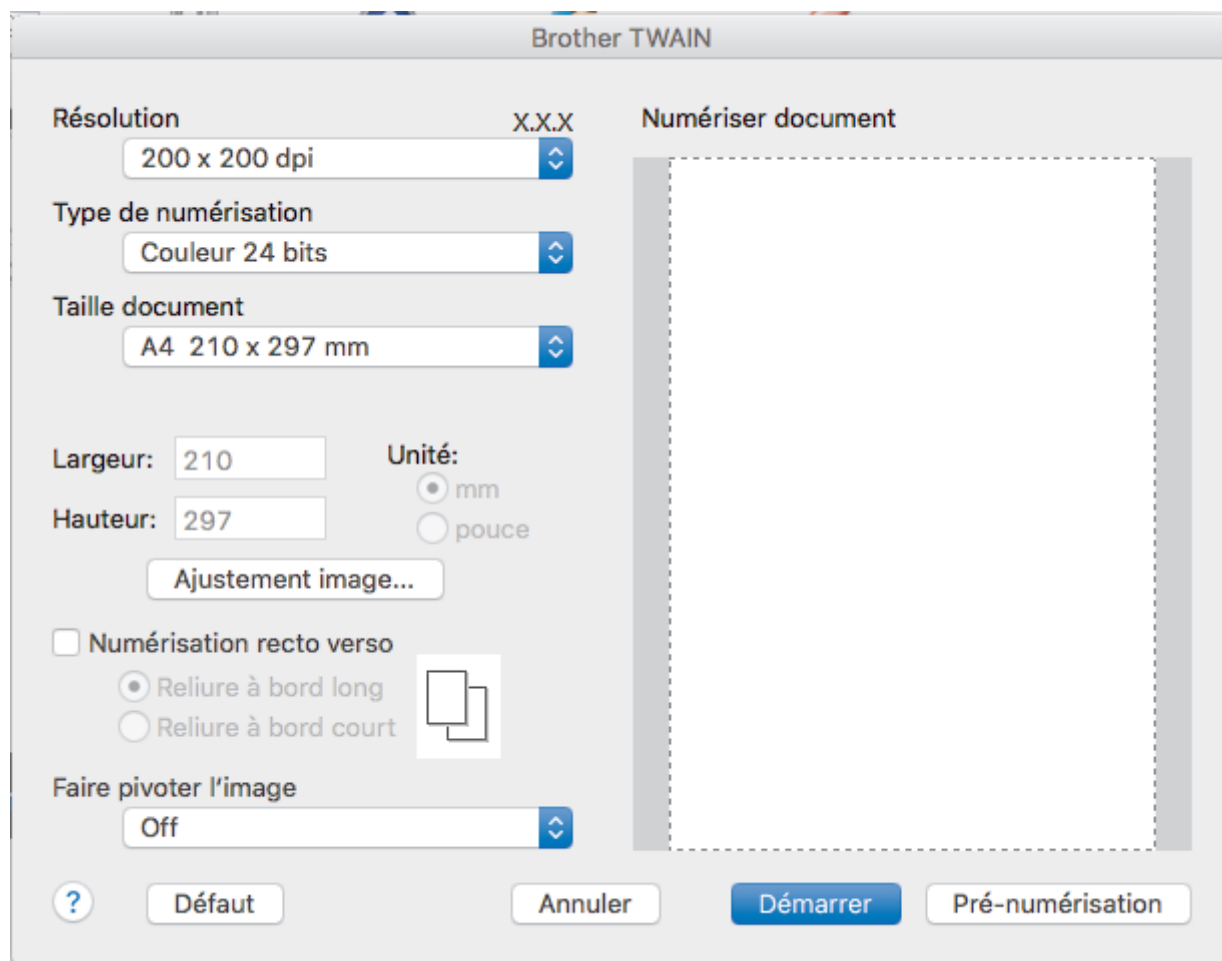 Brother TWAIN
Résolution X.X.X
200 x 200 dpi
Type de numérisation
Couleur 24 bits
Taille document
A4 210 x 297 mm
Largeur: 210
Hauteur: 297
Unité:
mm
pouce
Ajustement image...
Numérisation recto verso
Reliure à bord long
Reliure à bord court
Faire pivoter l'image
Off
? Défaut Annuler Démarrer Pré-numérisation
Numériser document